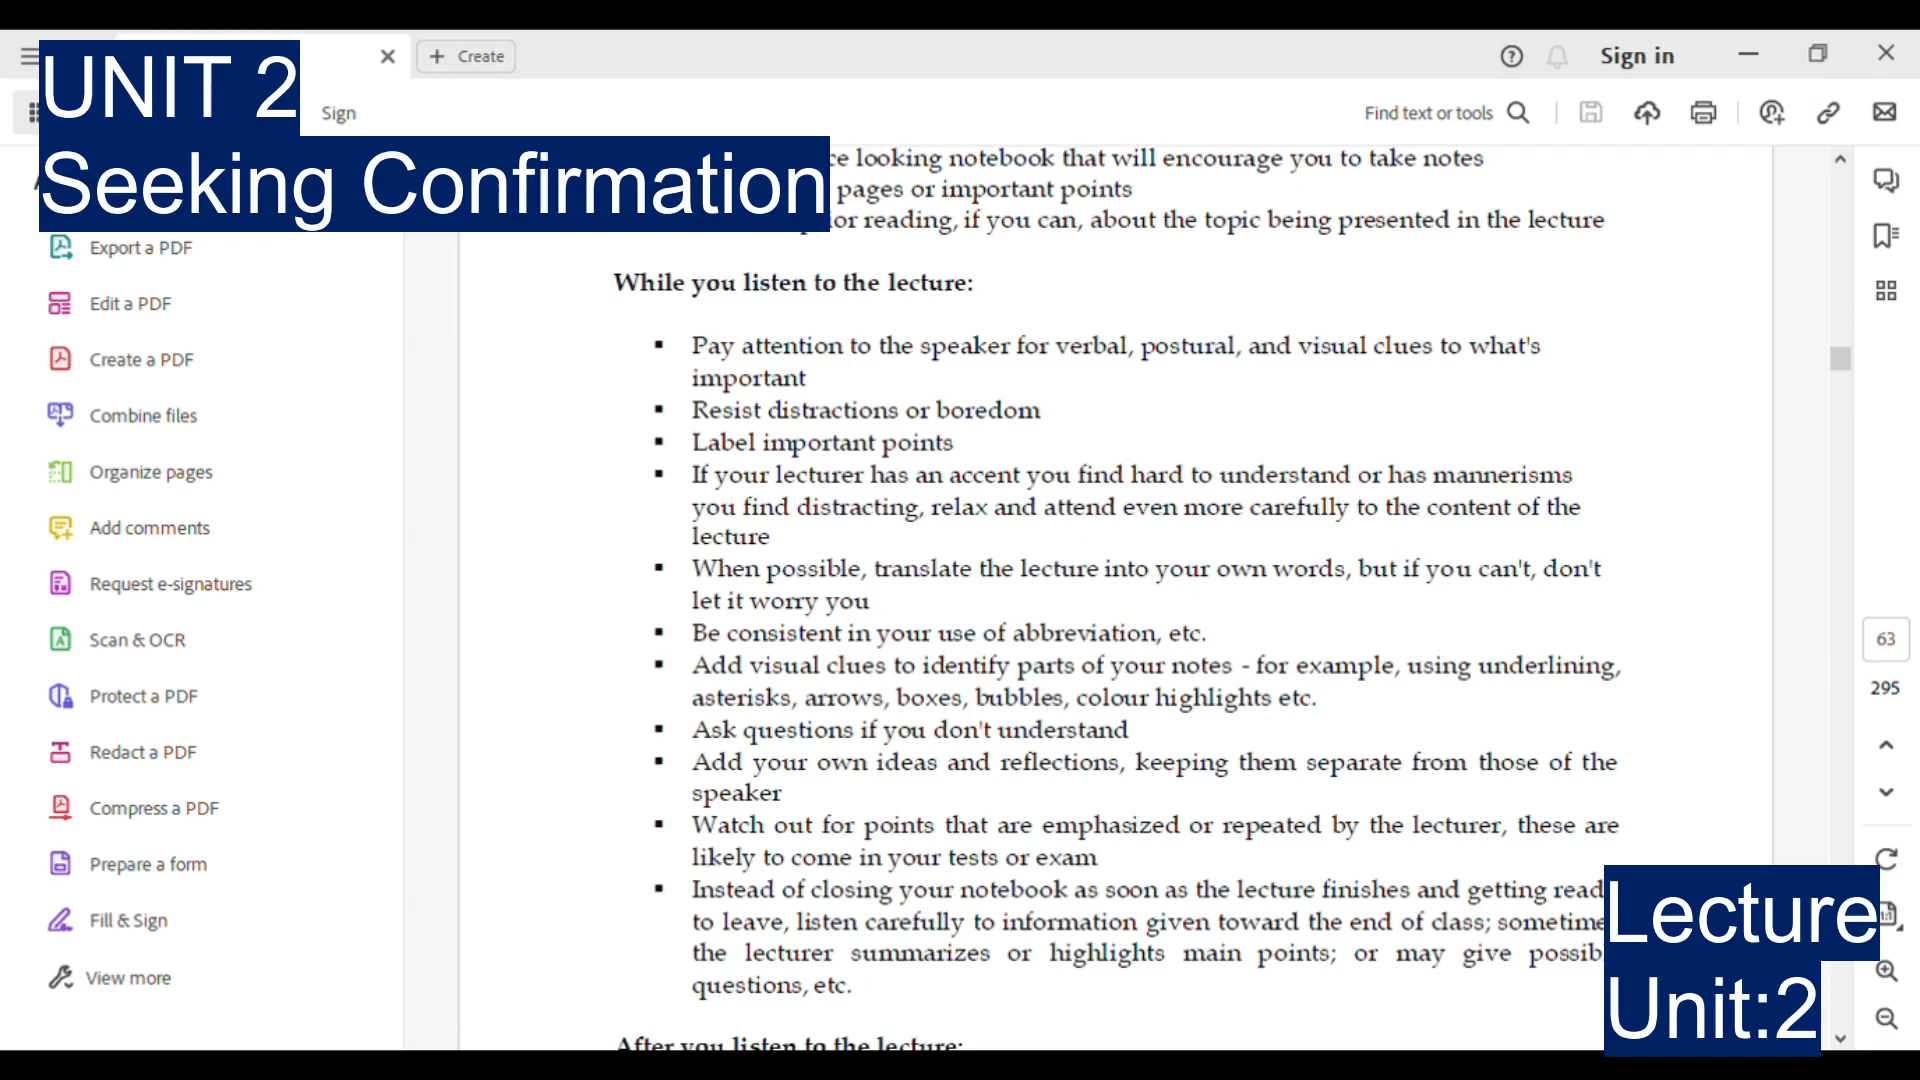 UNIT 2
Seeking Confirmation
Create
Sign in
Sign
Find text or tools
looking notebook that will encourage you to take notes
pages or important points
reading, if you can, about the topic being presented in the lecture
Export a PDF
Edit a PDF
Create a PDF
Combine files
Organize pages
Add comments
Request e-signatures
Scan & OCR
Protect a PDF
Redact a PDF
Compress a PDF
Prepare a form
Fill & Sign
View more
While you listen to the lecture:
▪ Pay attention to the speaker for verbal, postural, and visual clues to what's
important
▪ Resist distractions or boredom
▪ Label important points
▪ If your lecturer has an accent you find hard to understand or has mannerisms
you find distracting, relax and attend even more carefully to the content of the
lecture
▪ When possible, translate the lecture into your own words, but if you can't, don't
let it worry you
▪ Be consistent in your use of abbreviation, etc.
▪ Add visual clues to identify parts of your notes - for example, using underlining,
asterisks, arrows, boxes, bubbles, colour highlights etc.
▪ Ask questions if you don't understand
▪ Add your own ideas and reflections, keeping them separate from those of the
speaker
▪ Watch out for points that are emphasized or repeated by the lecturer, these are
likely to come in your tests or exam
▪ Instead of closing your notebook as soon as the lecture finishes and getting
to leave, listen carefully to information given toward the end of class;
the lecturer summarizes or highlights main points; or may give
questions, etc.
After you listen to the lecture:
63
295
Lecture
Unit:2